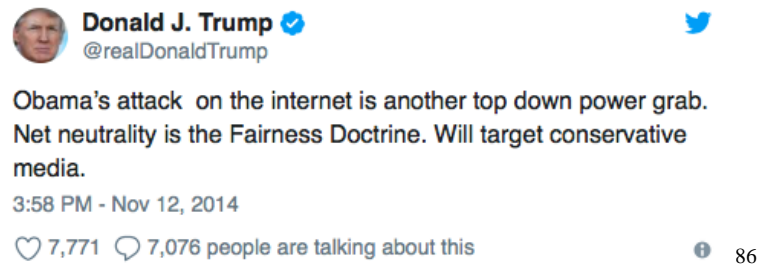 Donald J. Trump
@realDonaldTrump
Obama's attack on the internet is another top down power grab.
Net neutrality is the Fairness Doctrine. Will target conservative
media.
3:58 PM - Nov 12, 2014
7,771 7,076 people are talking about this
86